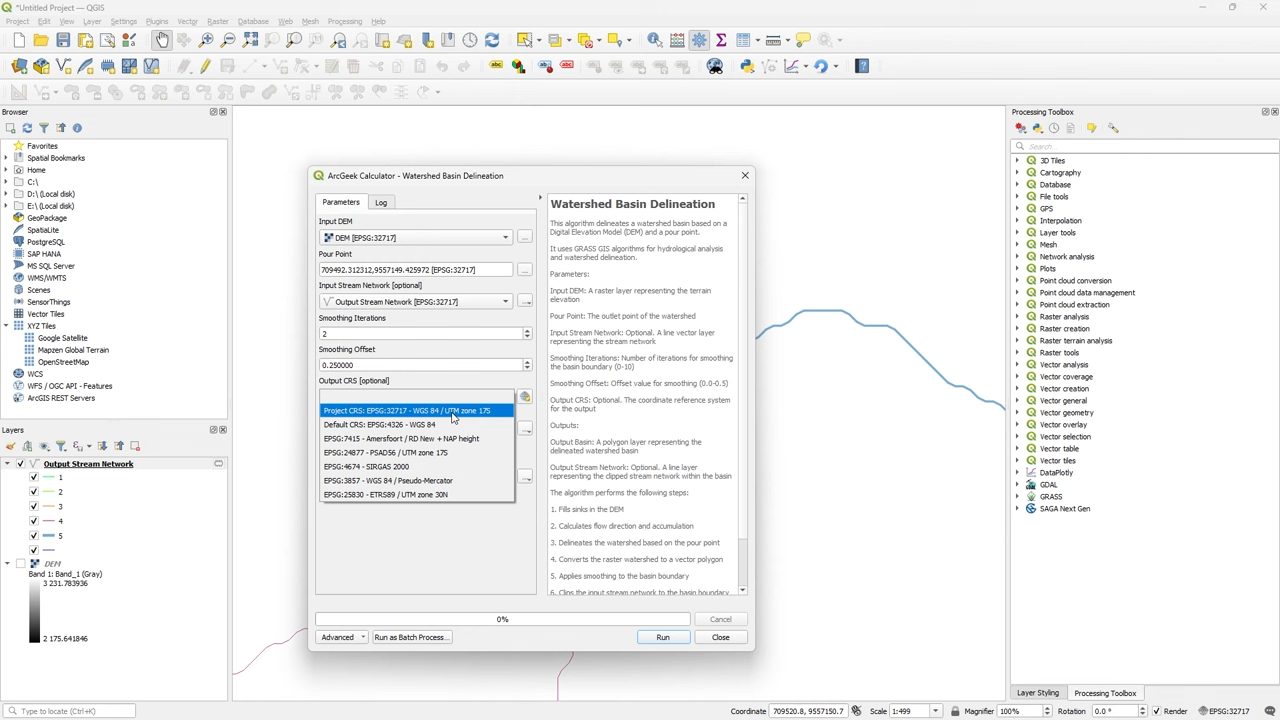 *Untitled Project — QGIS
Project Edit View Layer Settings Plugins Vector Raster Database Web Mesh Processing Help
Browser
Favorites
Spatial Bookmarks
Home
C:\
D:\ (Local disk)
E:\ (Local disk)
GeoPackage
SpatiaLite
PostgreSQL
SAP HANA
MS SQL Server
WMS/WMTS
Scenes
SensorThings
Vector Tiles
XYZ Tiles
Google Satellite
Mapzen Global Terrain
OpenStreetMap
WCS
WFS / OGC API - Features
ArcGIS REST Servers
Layers
Output Stream Network
1
2
3
4
5
DEM
Band 1: Band_1 (Gray)
3 231.783936
2 175.641846
ArcGeek Calculator - Watershed Basin Delineation
Parameters Log
Input DEM
DEM [EPSG:32717]
Pour Point
709492.312312,9557149.425972 [EPSG:32717]
Input Stream Network [optional]
Output Stream Network [EPSG:32717]
Smoothing Iterations
2
Smoothing Offset
0.250000
Output CRS [optional]
Project CRS: EPSG:32717 - WGS 84 / UTM zone 17S
Default CRS: EPSG:4326 - WGS 84
EPSG:7415 - Amersfoort / RD New + NAP height
EPSG:24877 - PSAD56 / UTM zone 17S
EPSG:4674 - SIRGAS 2000
EPSG:3857 - WGS 84 / Pseudo-Mercator
EPSG:25830 - ETRS89 / UTM zone 30N
Watershed Basin Delineation
This algorithm delineates a watershed basin based on a
Digital Elevation Model (DEM) and a pour point.
It uses GRASS GIS algorithms for hydrological analysis
and watershed delineation.
Parameters:
Input DEM: A raster layer representing the terrain
elevation
Pour Point: The outlet point of the watershed
Input Stream Network: Optional. A line vector layer
representing the stream network
Smoothing Iterations: Number of iterations for smoothing
the basin boundary (0-10)
Smoothing Offset: Offset value for smoothing (0.0-0.5)
Output CRS: Optional. The coordinate reference system
for the output
Outputs:
Output Basin: A polygon layer representing the
delineated watershed basin
Output Stream Network: Optional. A line layer
representing the clipped stream network within the basin
The algorithm performs the following steps:
1. Fills sinks in the DEM
2. Calculates flow direction and accumulation
3. Delineates the watershed based on the pour point
4. Converts the raster watershed to a vector polygon
5. Applies smoothing to the basin boundary
6. Clips the input stream network to the basin boundary
0%
Cancel
Advanced Run as Batch Process... Run Close
Processing Toolbox
Search...
3D Tiles
Cartography
Database
File tools
GPS
Interpolation
Layer tools
Mesh
Network analysis
Plots
Point cloud conversion
Point cloud data management
Point cloud extraction
Raster analysis
Raster creation
Raster terrain analysis
Raster tools
Vector analysis
Vector coverage
Vector creation
Vector general
Vector geometry
Vector overlay
Vector selection
Vector table
Vector tiles
DataPlotly
GDAL
GRASS
SAGA Next Gen
Layer Styling Processing Toolbox
Type to locate (Ctrl+K)
Coordinate 709520.8, 9557150.7 Scale 1:499 Magnifier 100% Rotation 0.0 ° Render EPSG:32717